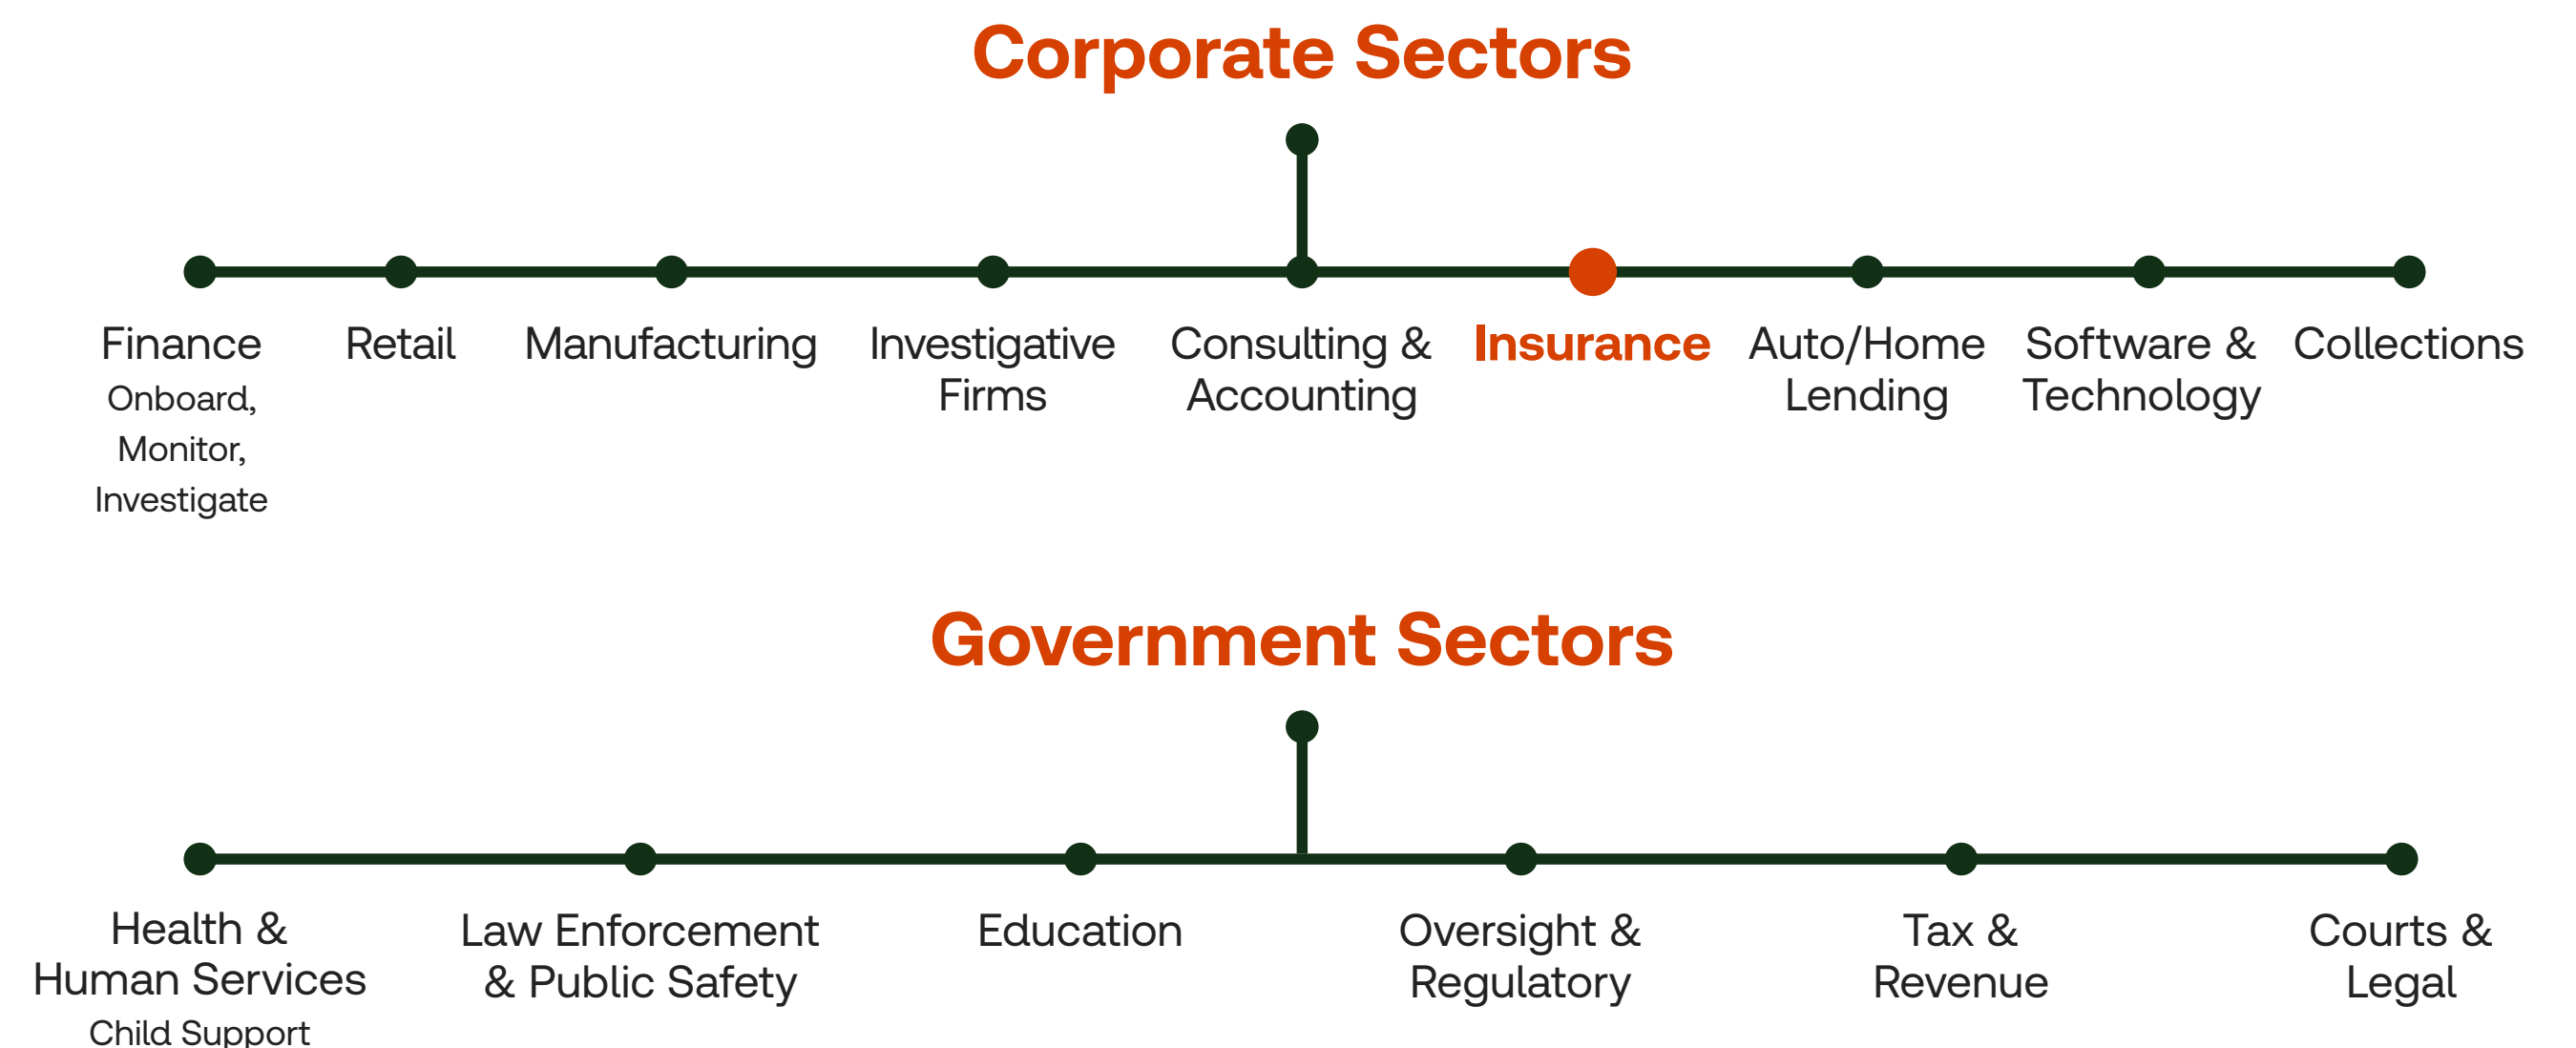 Corporate Sectors
Finance
Onboard,
Monitor,
Investigate
Retail
Manufacturing
Investigative
Firms
Consulting &
Accounting
Insurance
Auto/Home
Lending
Software &
Technology
Collections
Government Sectors
Health &
Human Services
Child Support
Law Enforcement
& Public Safety
Education
Oversight &
Regulatory
Tax &
Revenue
Courts &
Legal